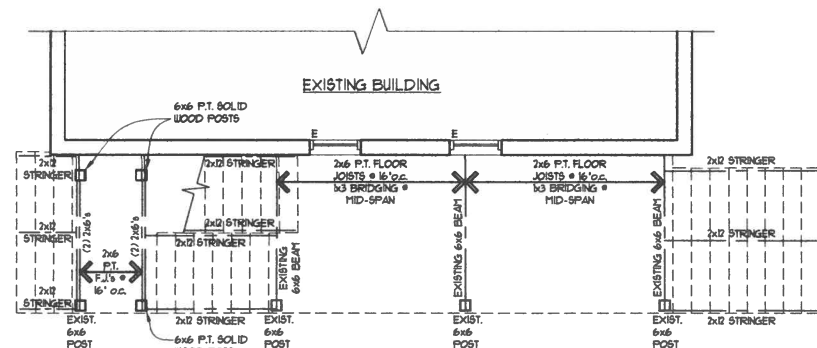 EXISTING BUILDING
6x6 P.T. SOLID
WOOD POSTS
E
E
2x12
STRINGER
2x12 STRINGER
2x6 P.T. FLOOR
JOISTS @ 16'o.c.
1x3 BRIDGING @
MID-SPAN
2x6 P.T. FLOOR
JOISTS @ 16'o.c.
1x3 BRIDGING @
MID-SPAN
2x12 STRINGER
2x12
STRINGER
(2) 2x6's
(2) 2x6's
2x12 STRINGER
2x12 STRINGER
EXISTING
6x6 BEAM
EXISTING 6x6 BEAM
EXISTING 6x6 BEAM
2x12 STRINGER
2x6
P.T.
F.J.'s @
16' o.c.
2x12
STRINGER
2x12 STRINGER
2x12 STRINGER
EXIST.
6x6
POST
6x6 P.T. SOLID
EXIST.
6x6
POST
EXIST.
6x6
POST
EXIST.
6x6
POST